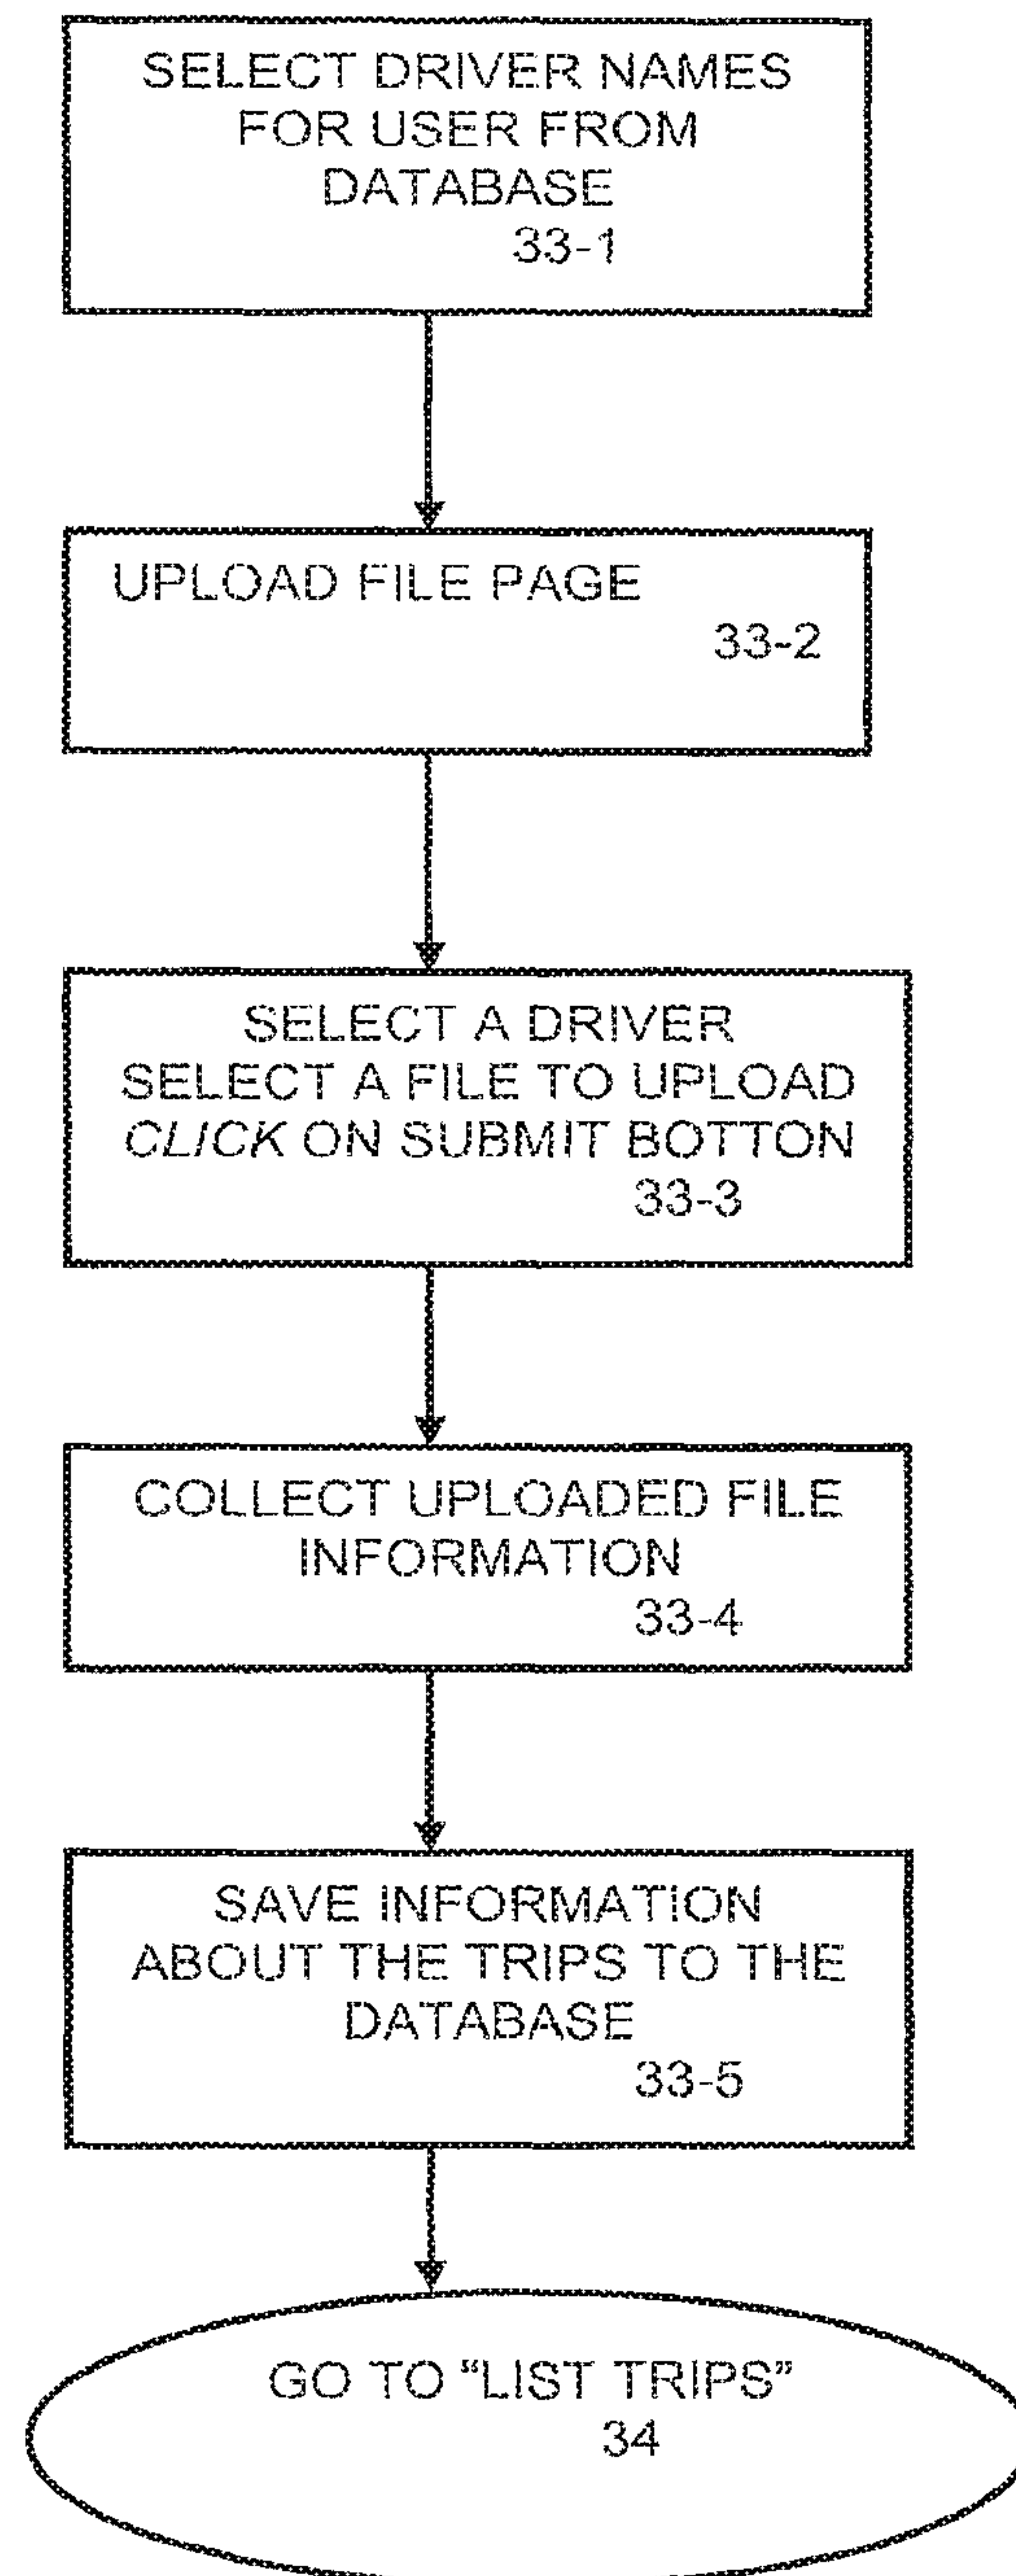 SELECT DRIVER NAMES
FOR USER FROM
DATABASE
33-1
UPLOAD FILE PAGE
33-2
SELECT A DRIVER
SELECT A FILE TO UPLOAD
CLICK ON SUBMIT BOTTON
33-3
COLLECT UPLOADED FILE
INFORMATION
33-4
SAVE INFORMATION
ABOUT THE TRIPS TO THE
DATABASE
33-5
GO TO “LIST TRIPS”
34